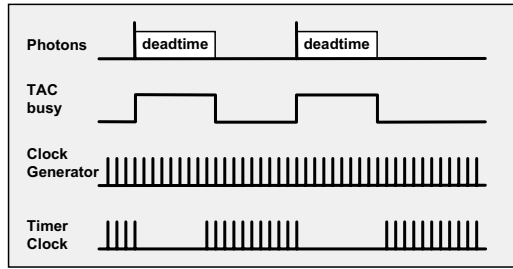 Photons
deadtime
deadtime
TAC
busy
Clock
Generator
Timer
Clock